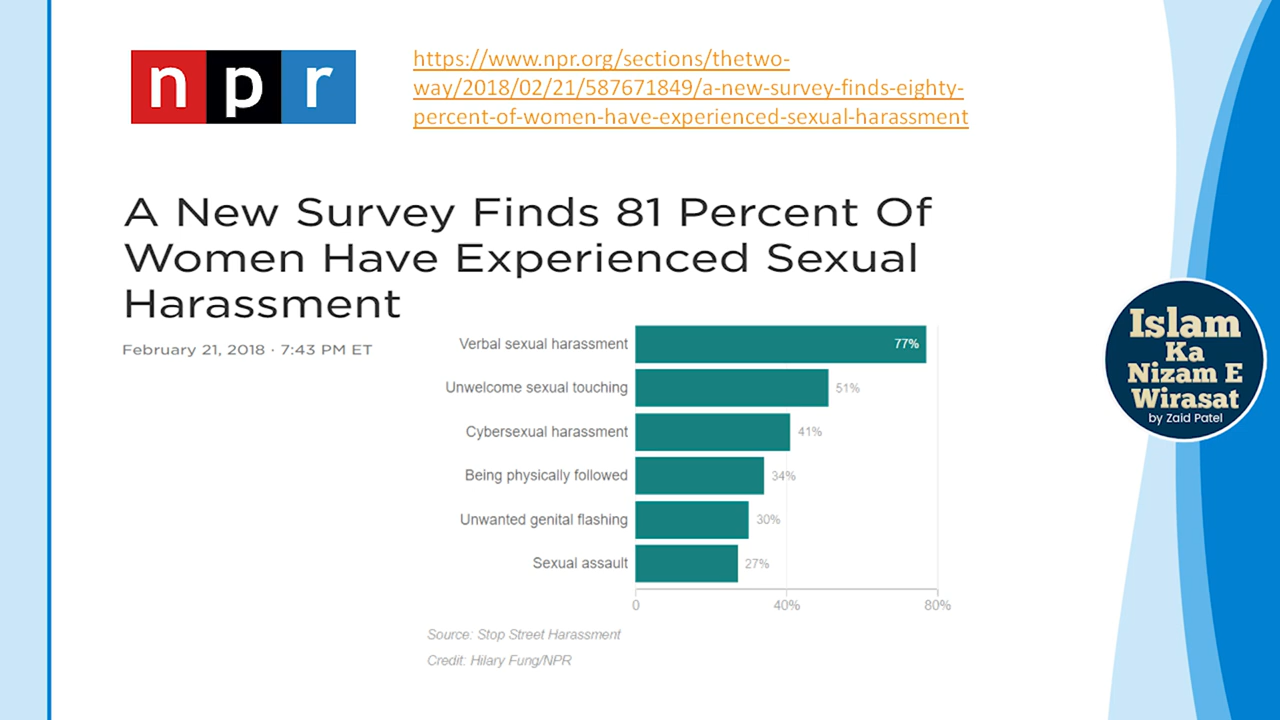 npr
https://www.npr.org/sections/thetwo-
way/2018/02/21/587671849/a-new-survey-finds-eighty-
percent-of-women-have-experienced-sexual-harassment
A New Survey Finds 81 Percent Of
Women Have Experienced Sexual
Harassment
February 21, 2018 · 7:43 PM ET
Verbal sexual harassment 77%
Unwelcome sexual touching 51%
Cybersexual harassment 41%
Being physically followed 34%
Unwanted genital flashing 30%
Sexual assault 27%
0 40% 80%
Source: Stop Street Harassment
Credit: Hilary Fung/NPR
Islam
Ka
Nizam E
Wirasat
by Zaid Patel